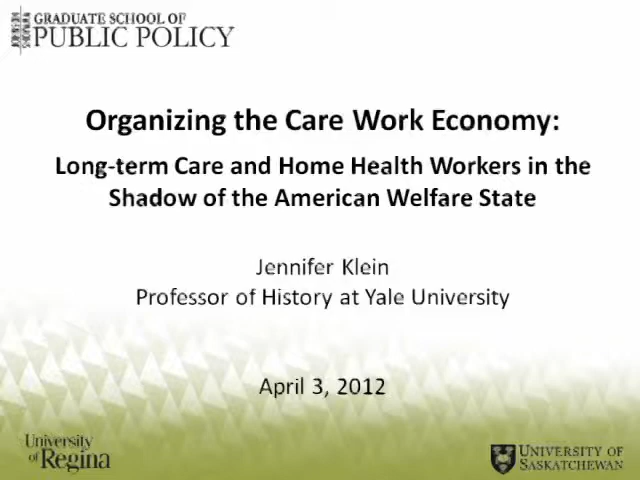 GRADUATE SCHOOL OF
PUBLIC POLICY
Organizing the Care Work Economy:
Long-term Care and Home Health Workers in the
Shadow of the American Welfare State
Jennifer Klein
Professor of History at Yale University
April 3, 2012
University
of Regina
UNIVERSITY OF
SASKATCHEWAN